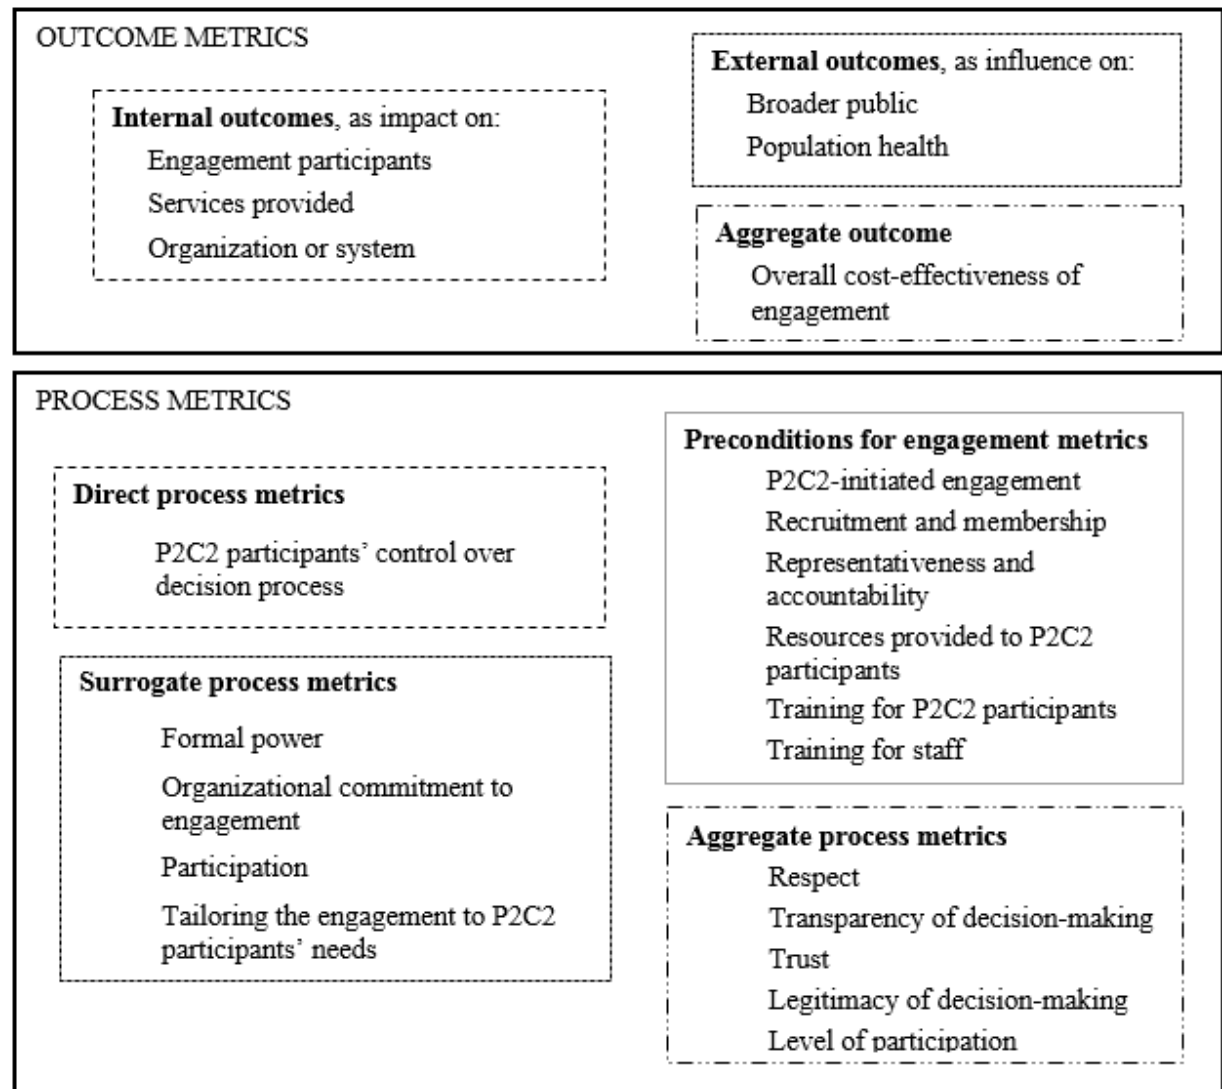 OUTCOME METRICS
Internal outcomes, as impact on:
Engagement participants
Services provided
Organization or system
External outcomes, as influence on:
Broader public
Population health
Aggregate outcome
Overall cost-effectiveness of
engagement
PROCESS METRICS
Direct process metrics
P2C2 participants’ control over
decision process
Surrogate process metrics
Formal power
Organizational commitment to
engagement
Participation
Tailoring the engagement to P2C2
participants’ needs
Preconditions for engagement metrics
P2C2-initiated engagement
Recruitment and membership
Representativeness and
accountability
Resources provided to P2C2
participants
Training for P2C2 participants
Training for staff
Aggregate process metrics
Respect
Transparency of decision-making
Trust
Legitimacy of decision-making
Level of participation